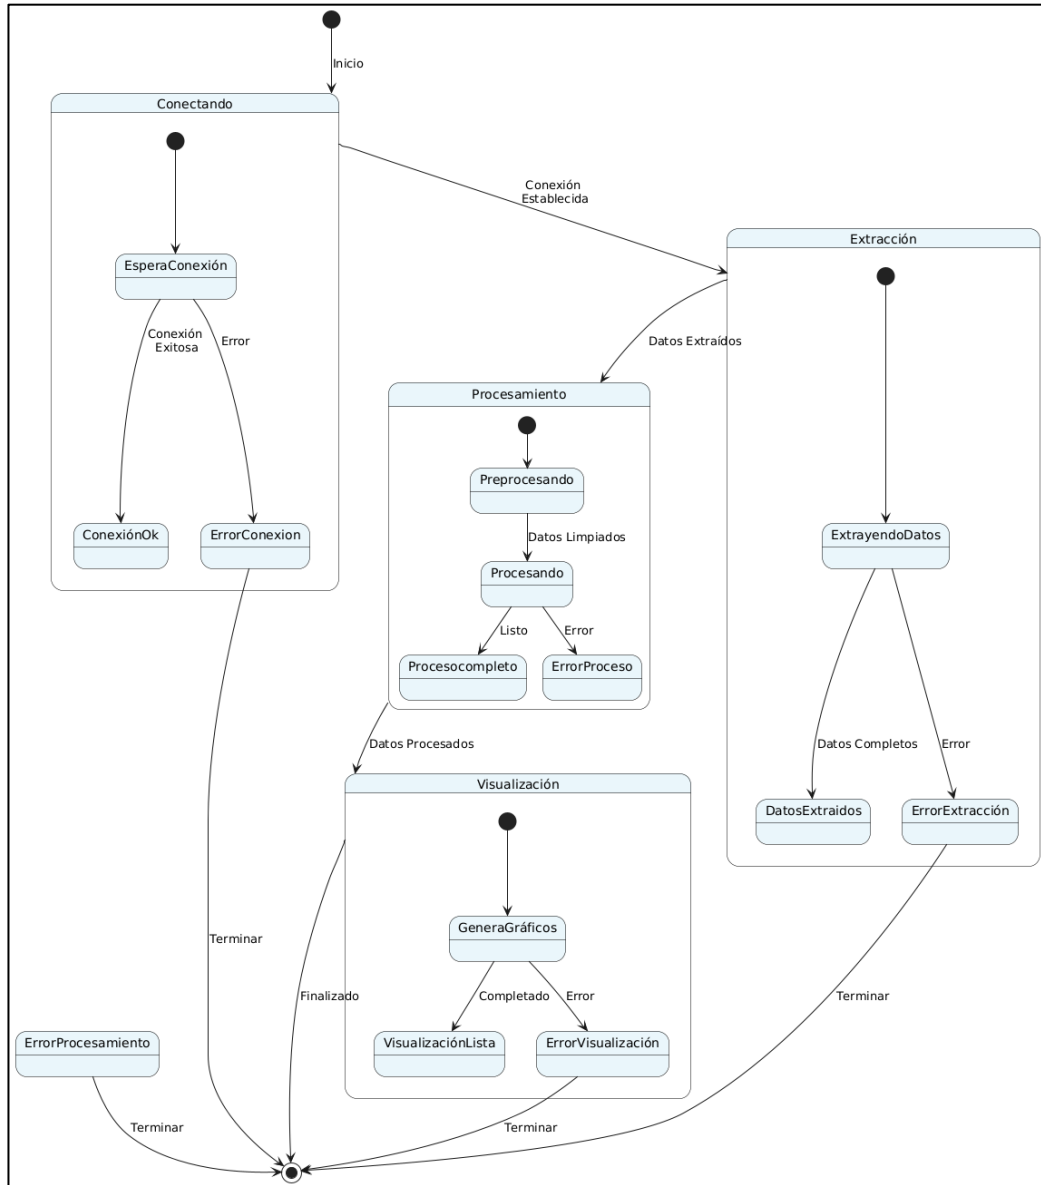 Inicio
Conectando
EsperaConexión
Conexión
Exitosa
Error
ConexiónOk
ErrorConexion
Conexión
Establecida
Extracción
ExtrayendoDatos
Datos Completos
Error
DatosExtraidos
ErrorExtracción
Datos Extraídos
Procesamiento
Preprocesando
Datos Limpiados
Procesando
Listo
Error
Procesocompleto
ErrorProceso
Datos Procesados
Visualización
GeneraGráficos
Completado
Error
VisualizaciónLista
ErrorVisualización
Terminar
Finalizado
Terminar
ErrorProcesamiento
Terminar
Terminar